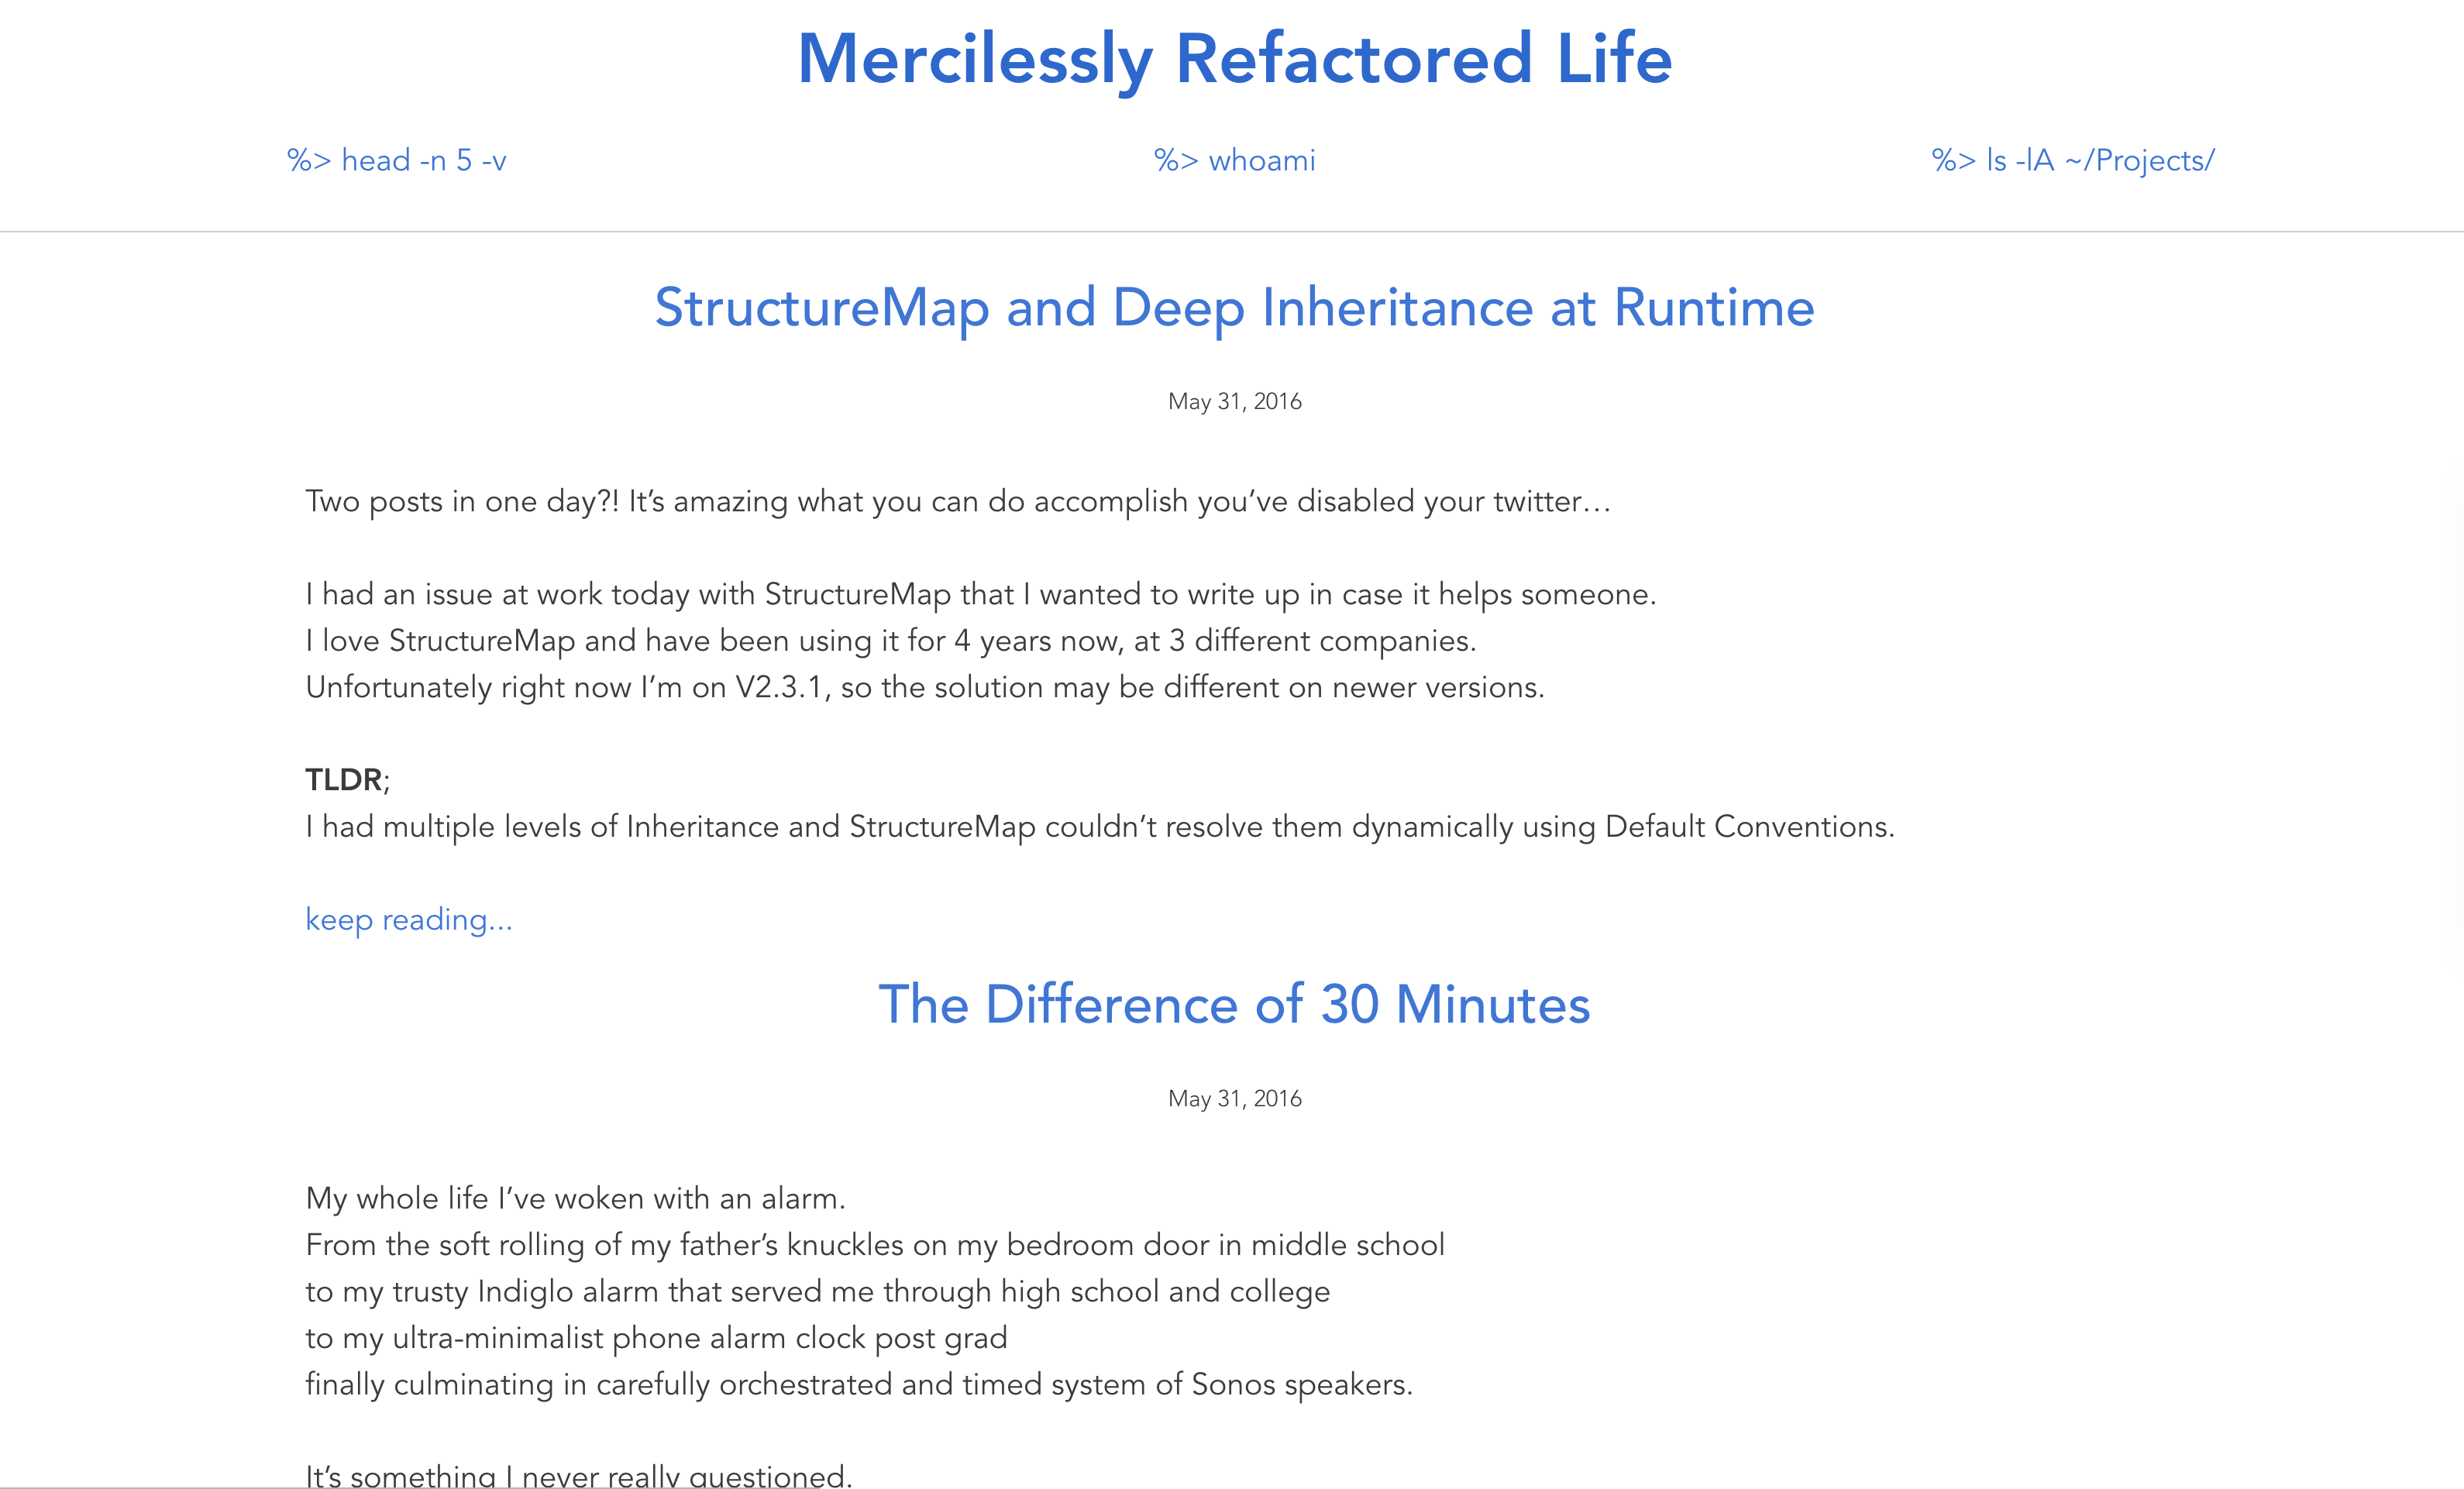 Mercilessly Refactored Life
%> head -n 5 -v %> whoami %> ls -lA ~/Projects/
StructureMap and Deep Inheritance at Runtime
May 31, 2016
Two posts in one day?! It’s amazing what you can do accomplish you’ve disabled your twitter…
I had an issue at work today with StructureMap that I wanted to write up in case it helps someone.
I love StructureMap and have been using it for 4 years now, at 3 different companies.
Unfortunately right now I’m on V2.3.1, so the solution may be different on newer versions.
TLDR;
I had multiple levels of Inheritance and StructureMap couldn’t resolve them dynamically using Default Conventions.
keep reading...
The Difference of 30 Minutes
May 31, 2016
My whole life I’ve woken with an alarm.
From the soft rolling of my father’s knuckles on my bedroom door in middle school
to my trusty Indiglo alarm that served me through high school and college
to my ultra-minimalist phone alarm clock post grad
finally culminating in carefully orchestrated and timed system of Sonos speakers.
It’s something I never really questioned.